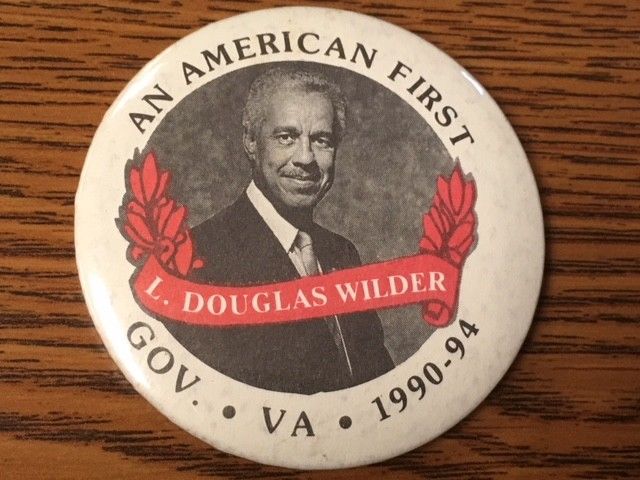 AN AMERICAN FIRST
L. DOUGLAS WILDER
GOV. • VA • 1990-94